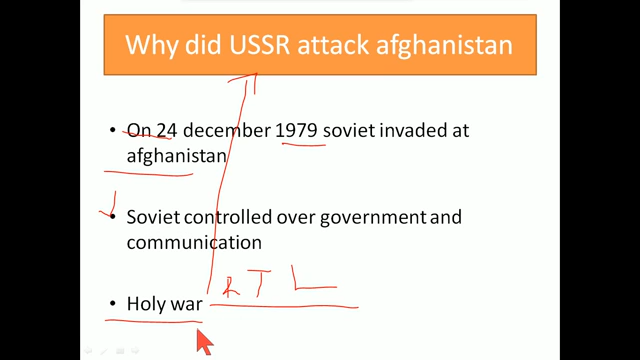 Why did USSR attack afghanistan
• On 24 december 1979 soviet invaded at
afghanistan
• Soviet controlled over government and
communication
• Holy war